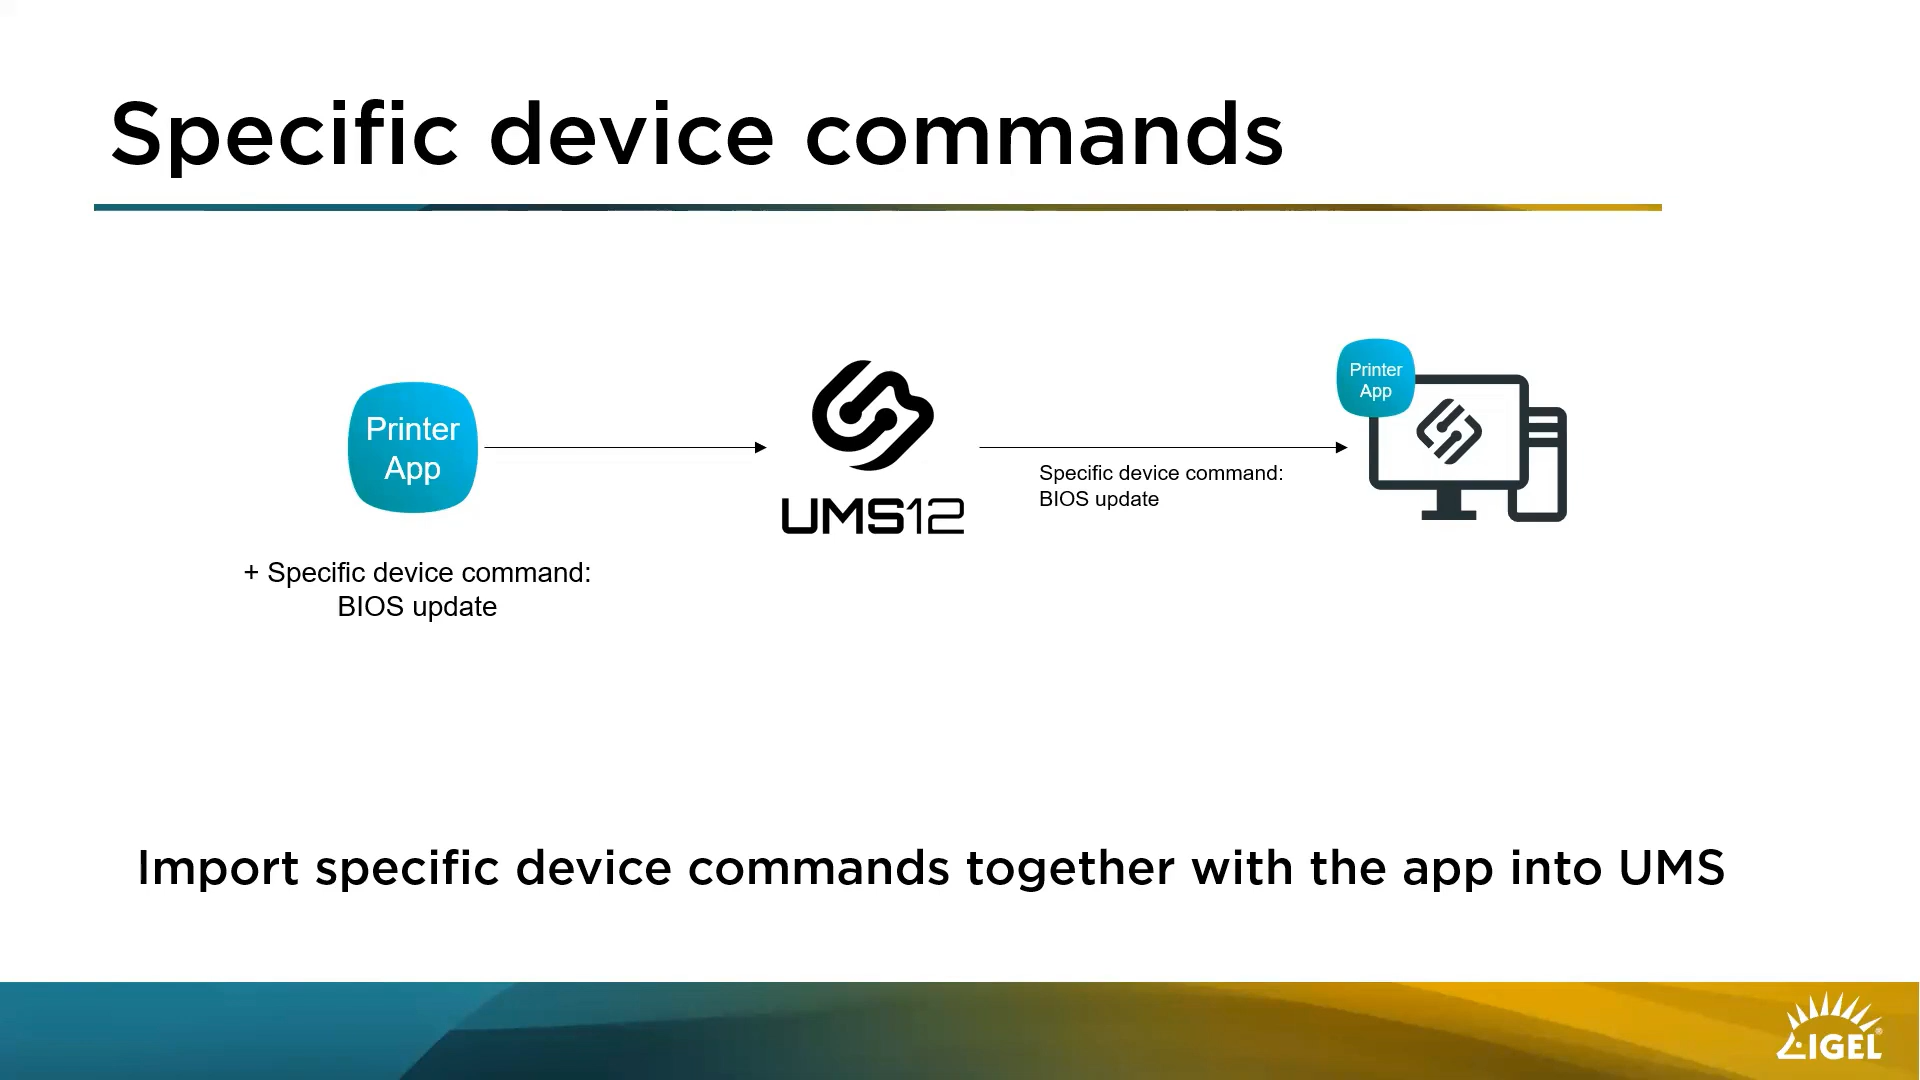 Specific device commands
Printer
App
Printer
App
UMS12
Specific device command:
BIOS update
+ Specific device command:
BIOS update
Import specific device commands together with the app into UMS
IGEL®